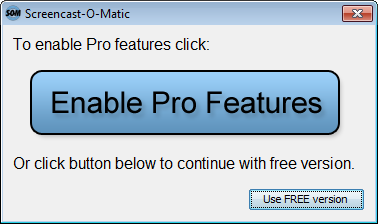 SOM Screencast-O-Matic
To enable Pro features click:
Enable Pro Features
Or click button below to continue with free version.
Use FREE version